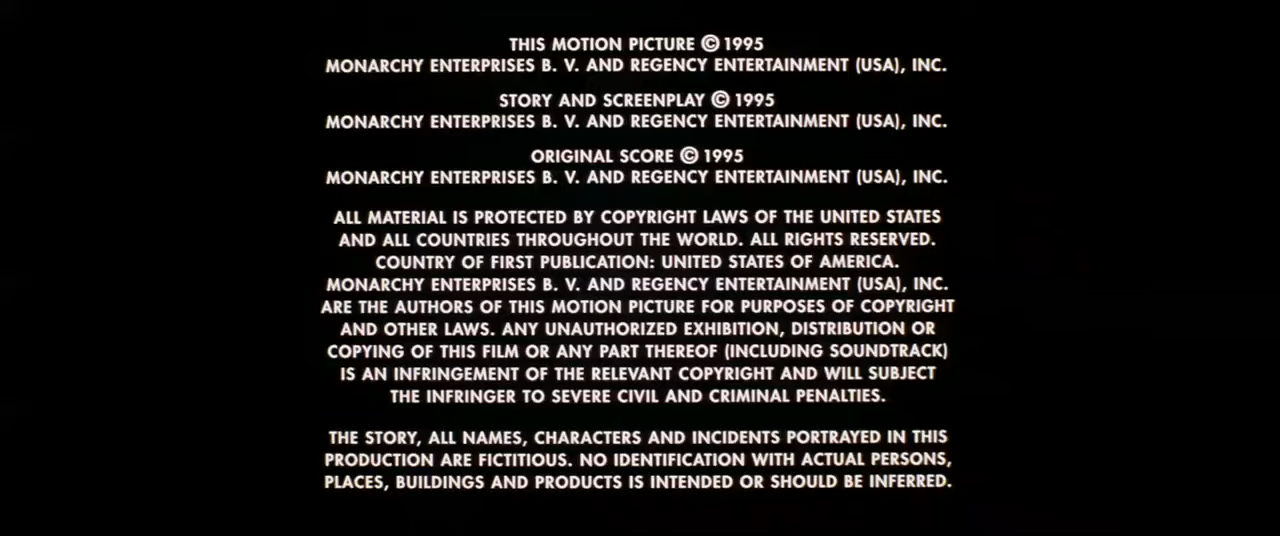 THIS MOTION PICTURE © 1995
MONARCHY ENTERPRISES B. V. AND REGENCY ENTERTAINMENT (USA), INC.
STORY AND SCREENPLAY © 1995
MONARCHY ENTERPRISES B. V. AND REGENCY ENTERTAINMENT (USA), INC.
ORIGINAL SCORE © 1995
MONARCHY ENTERPRISES B. V. AND REGENCY ENTERTAINMENT (USA), INC.
ALL MATERIAL IS PROTECTED BY COPYRIGHT LAWS OF THE UNITED STATES
AND ALL COUNTRIES THROUGHOUT THE WORLD. ALL RIGHTS RESERVED.
COUNTRY OF FIRST PUBLICATION: UNITED STATES OF AMERICA.
MONARCHY ENTERPRISES B. V. AND REGENCY ENTERTAINMENT (USA), INC.
ARE THE AUTHORS OF THIS MOTION PICTURE FOR PURPOSES OF COPYRIGHT
AND OTHER LAWS. ANY UNAUTHORIZED EXHIBITION, DISTRIBUTION OR
COPYING OF THIS FILM OR ANY PART THEREOF (INCLUDING SOUNDTRACK)
IS AN INFRINGEMENT OF THE RELEVANT COPYRIGHT AND WILL SUBJECT
THE INFRINGER TO SEVERE CIVIL AND CRIMINAL PENALTIES.
THE STORY, ALL NAMES, CHARACTERS AND INCIDENTS PORTRAYED IN THIS
PRODUCTION ARE FICTITIOUS. NO IDENTIFICATION WITH ACTUAL PERSONS,
PLACES, BUILDINGS AND PRODUCTS IS INTENDED OR SHOULD BE INFERRED.